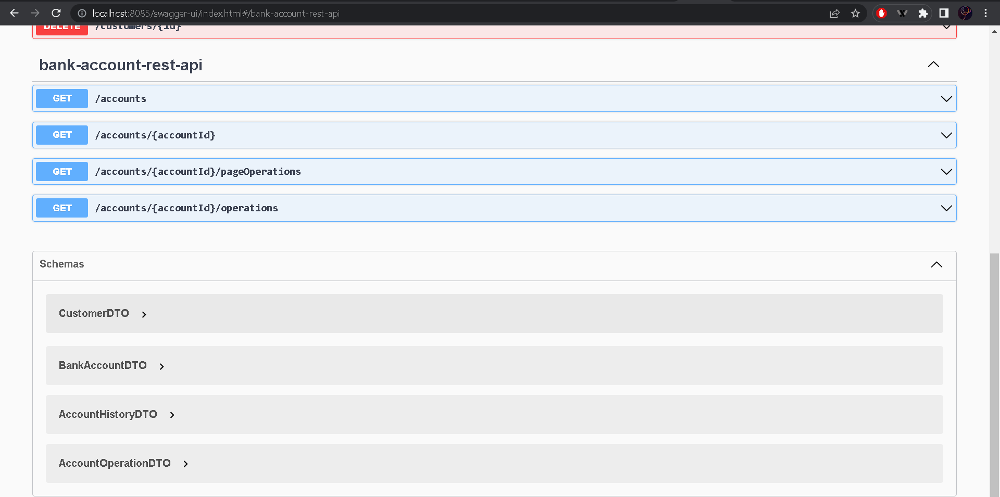 localhost:8085/swagger-ui/index.html#/bank-account-rest-api
DELETE /customers/{id}
bank-account-rest-api
GET /accounts
GET /accounts/{accountId}
GET /accounts/{accountId}/pageOperations
GET /accounts/{accountId}/operations
Schemas
CustomerDTO
BankAccountDTO
AccountHistoryDTO
AccountOperationDTO